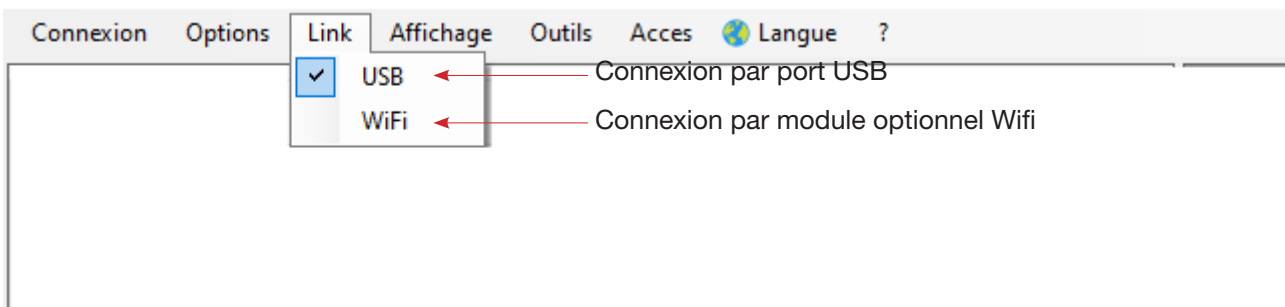 Connexion Options Link Affichage Outils Acces Langue ?
USB Connexion par port USB
WiFi Connexion par module optionnel Wifi